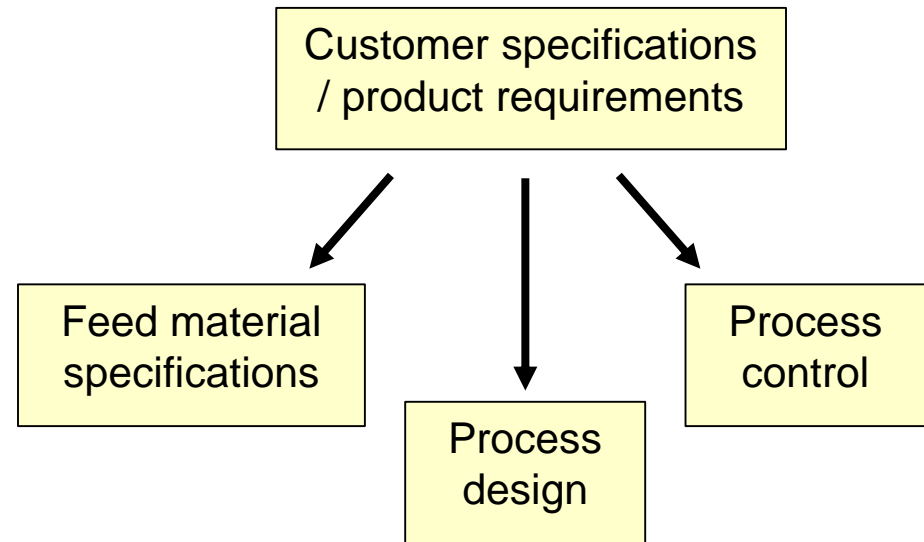 Customer specifications
/ product requirements
Feed material
specifications
Process
control
Process
design